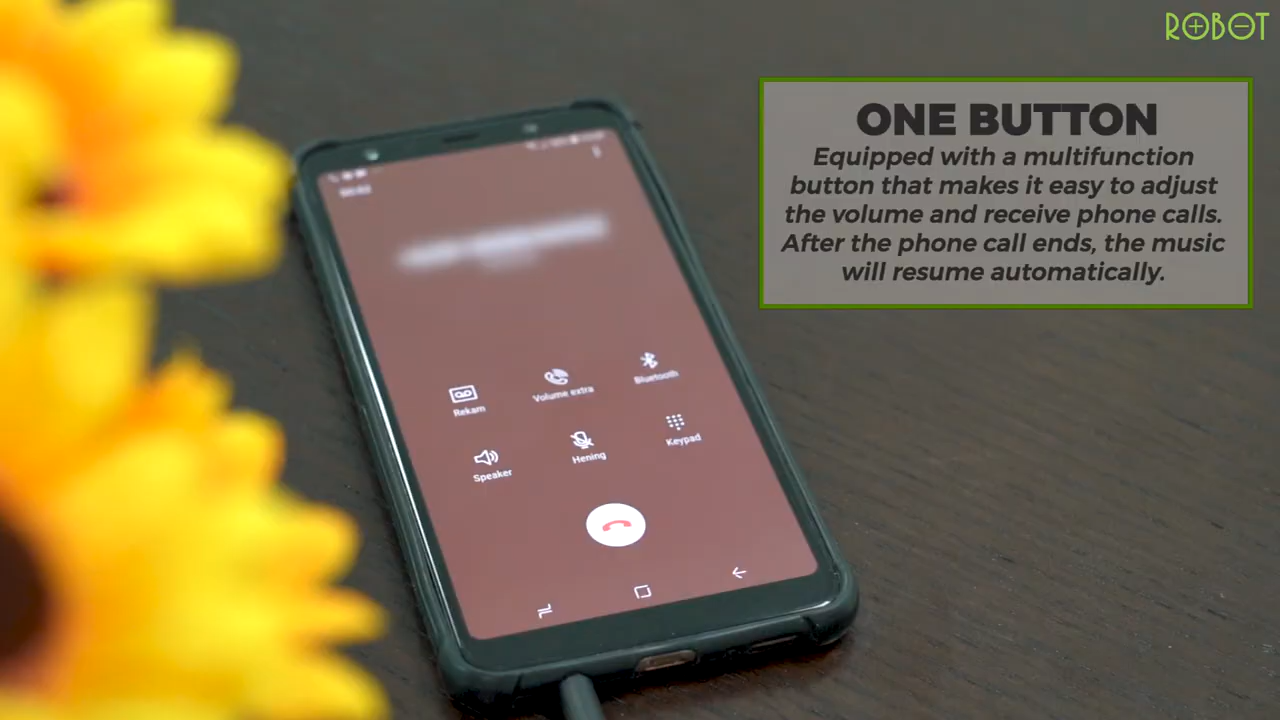 ROBOT
ONE BUTTON
Equipped with a multifunction
button that makes it easy to adjust
the volume and receive phone calls.
After the phone call ends, the music
will resume automatically.
Rekam
Volume extra
Bluetooth
Speaker
Hening
Keypad